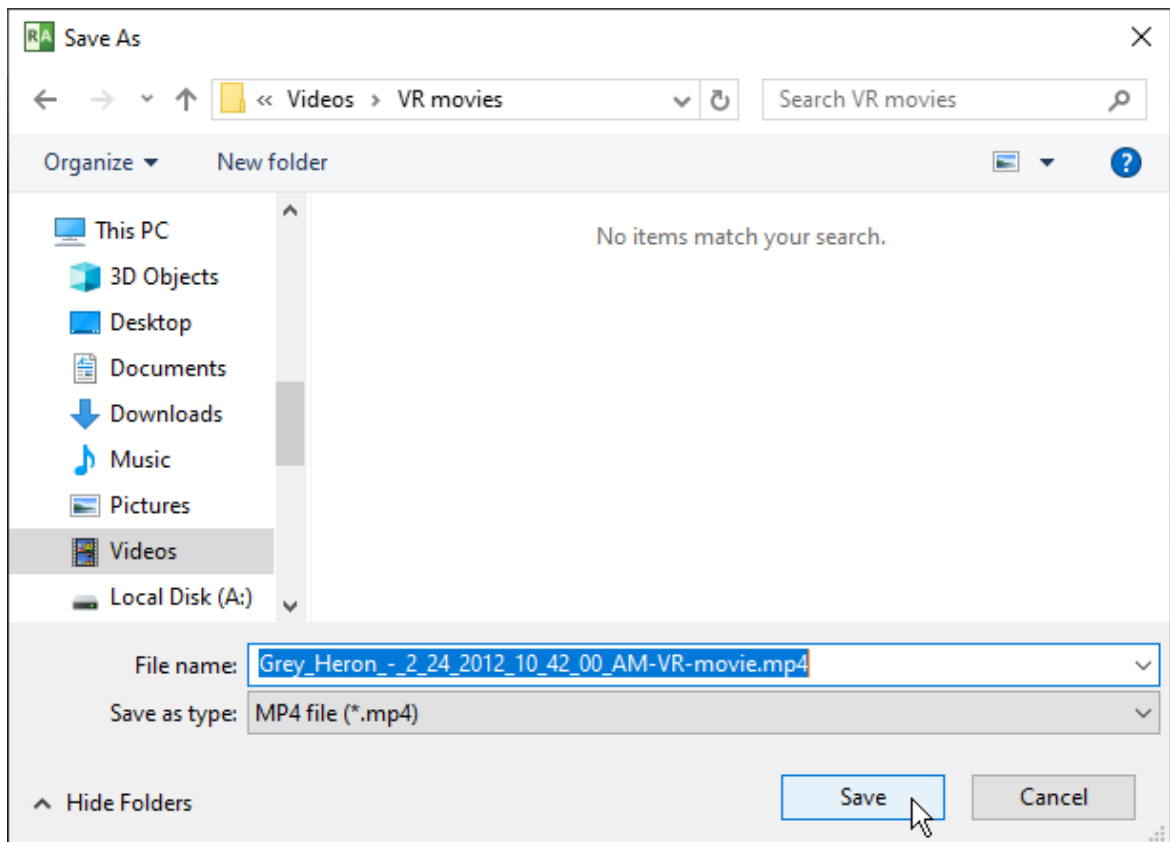 RA Save As
« Videos > VR movies
Search VR movies
Organize
New folder
?
This PC
3D Objects
Desktop
Documents
Downloads
Music
Pictures
Videos
Local Disk (A:)
No items match your search.
File name: Grey_Heron_-_2_24_2012_10_42_00_AM-VR-movie.mp4
Save as type: MP4 file (*.mp4)
Hide Folders
Save
Cancel